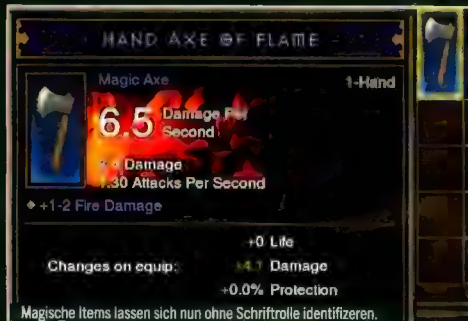 HAND AXE OF FLAME
Magic Axe
1-Hand
6.5 Damage Per Second
Damage
1.30 Attacks Per Second
+1-2 Fire Damage
+0 Life
Changes on equip: Damage
+0.0% Protection
Magische Items lassen sich nun ohne Schriftrolle identifizeren.